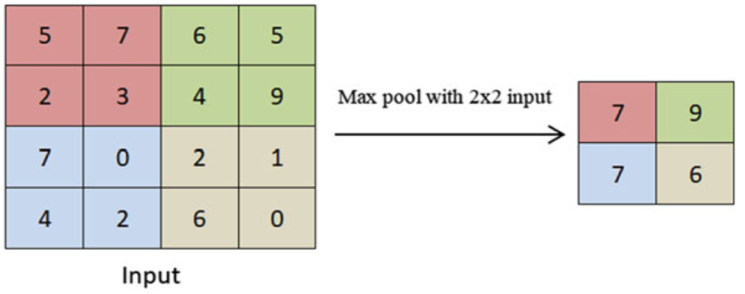 5 7 6 5
2 3 4 9
7 0 2 1
4 2 6 0
Input
Max pool with 2x2 input
7 9
7 6